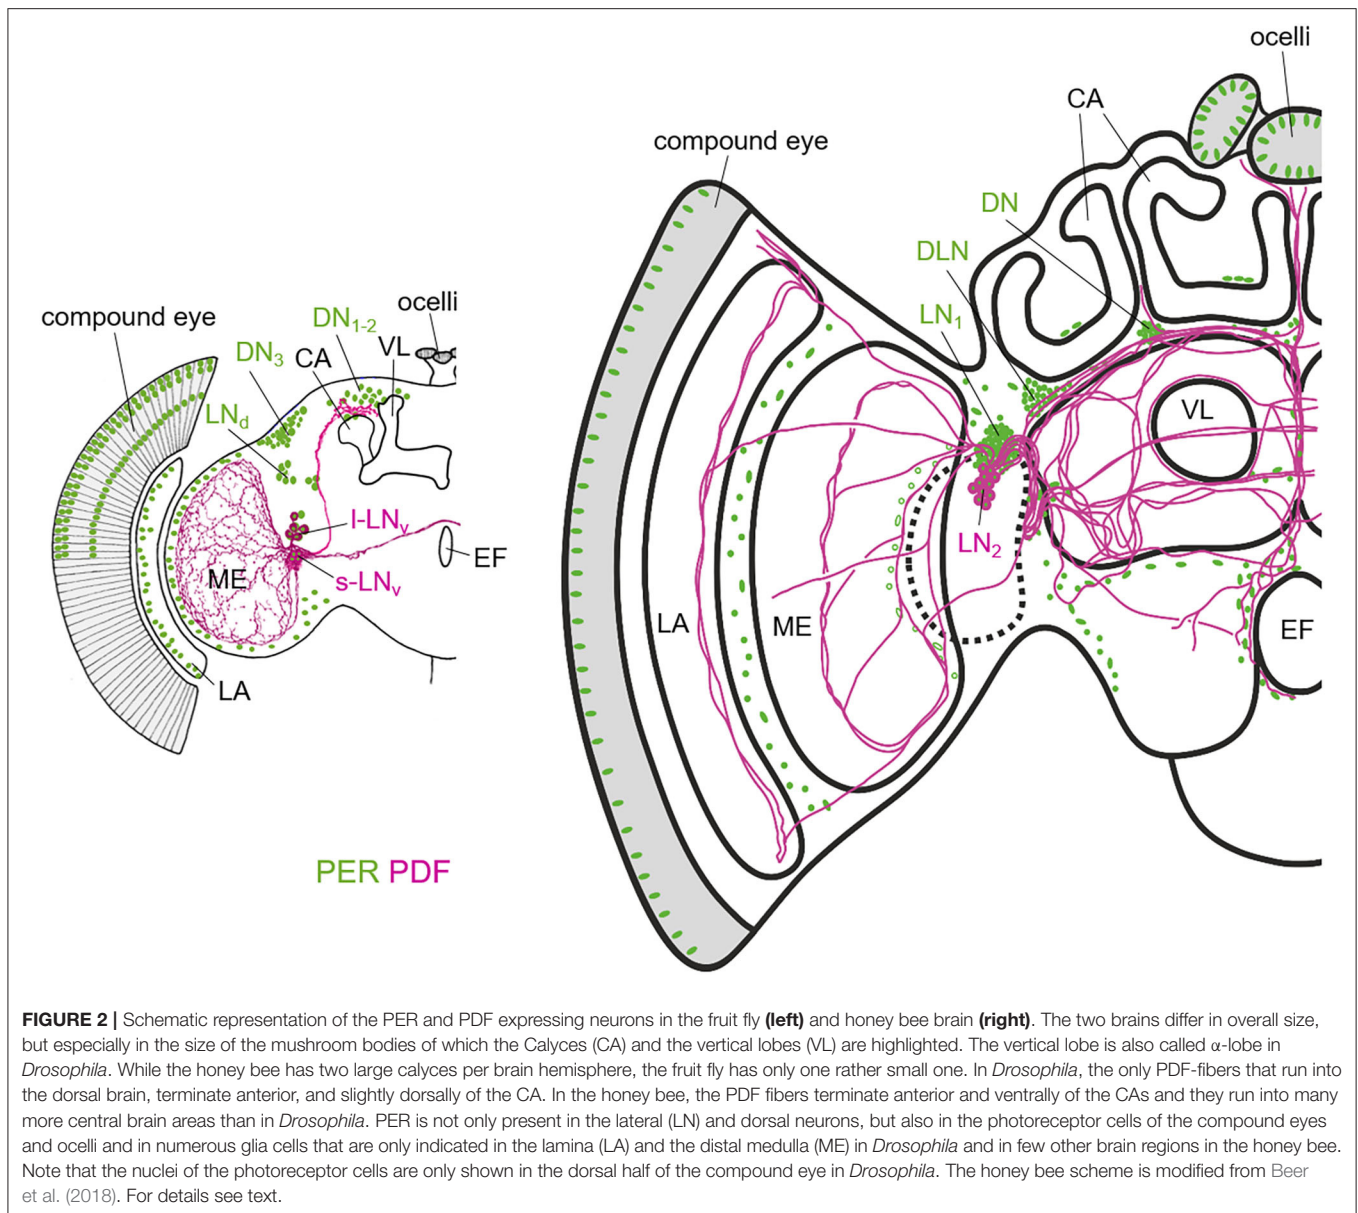 ocelli
CA
compound eye
DN
DLN
LN1
VL
LN2
LA
ME
EF
compound eye
DN1-2
ocelli
DN3
CA
VL
LNd
l-LNv
ME
s-LNv
EF
LA
PER PDF
FIGURE 2 | Schematic representation of the PER and PDF expressing neurons in the fruit fly (left) and honey bee brain (right). The two brains differ in overall size,
but especially in the size of the mushroom bodies of which the Calyces (CA) and the vertical lobes (VL) are highlighted. The vertical lobe is also called α-lobe in
Drosophila. While the honey bee has two large calyces per brain hemisphere, the fruit fly has only one rather small one. In Drosophila, the only PDF-fibers that run into
the dorsal brain, terminate anterior, and slightly dorsally of the CA. In the honey bee, the PDF fibers terminate anterior and ventrally of the CAs and they run into many
more central brain areas than in Drosophila. PER is not only present in the lateral (LN) and dorsal neurons, but also in the photoreceptor cells of the compound eyes
and ocelli and in numerous glia cells that are only indicated in the lamina (LA) and the distal medulla (ME) in Drosophila and in few other brain regions in the honey bee.
Note that the nuclei of the photoreceptor cells are only shown in the dorsal half of the compound eye in Drosophila. The honey bee scheme is modified from Beer
et al. (2018). For details see text.